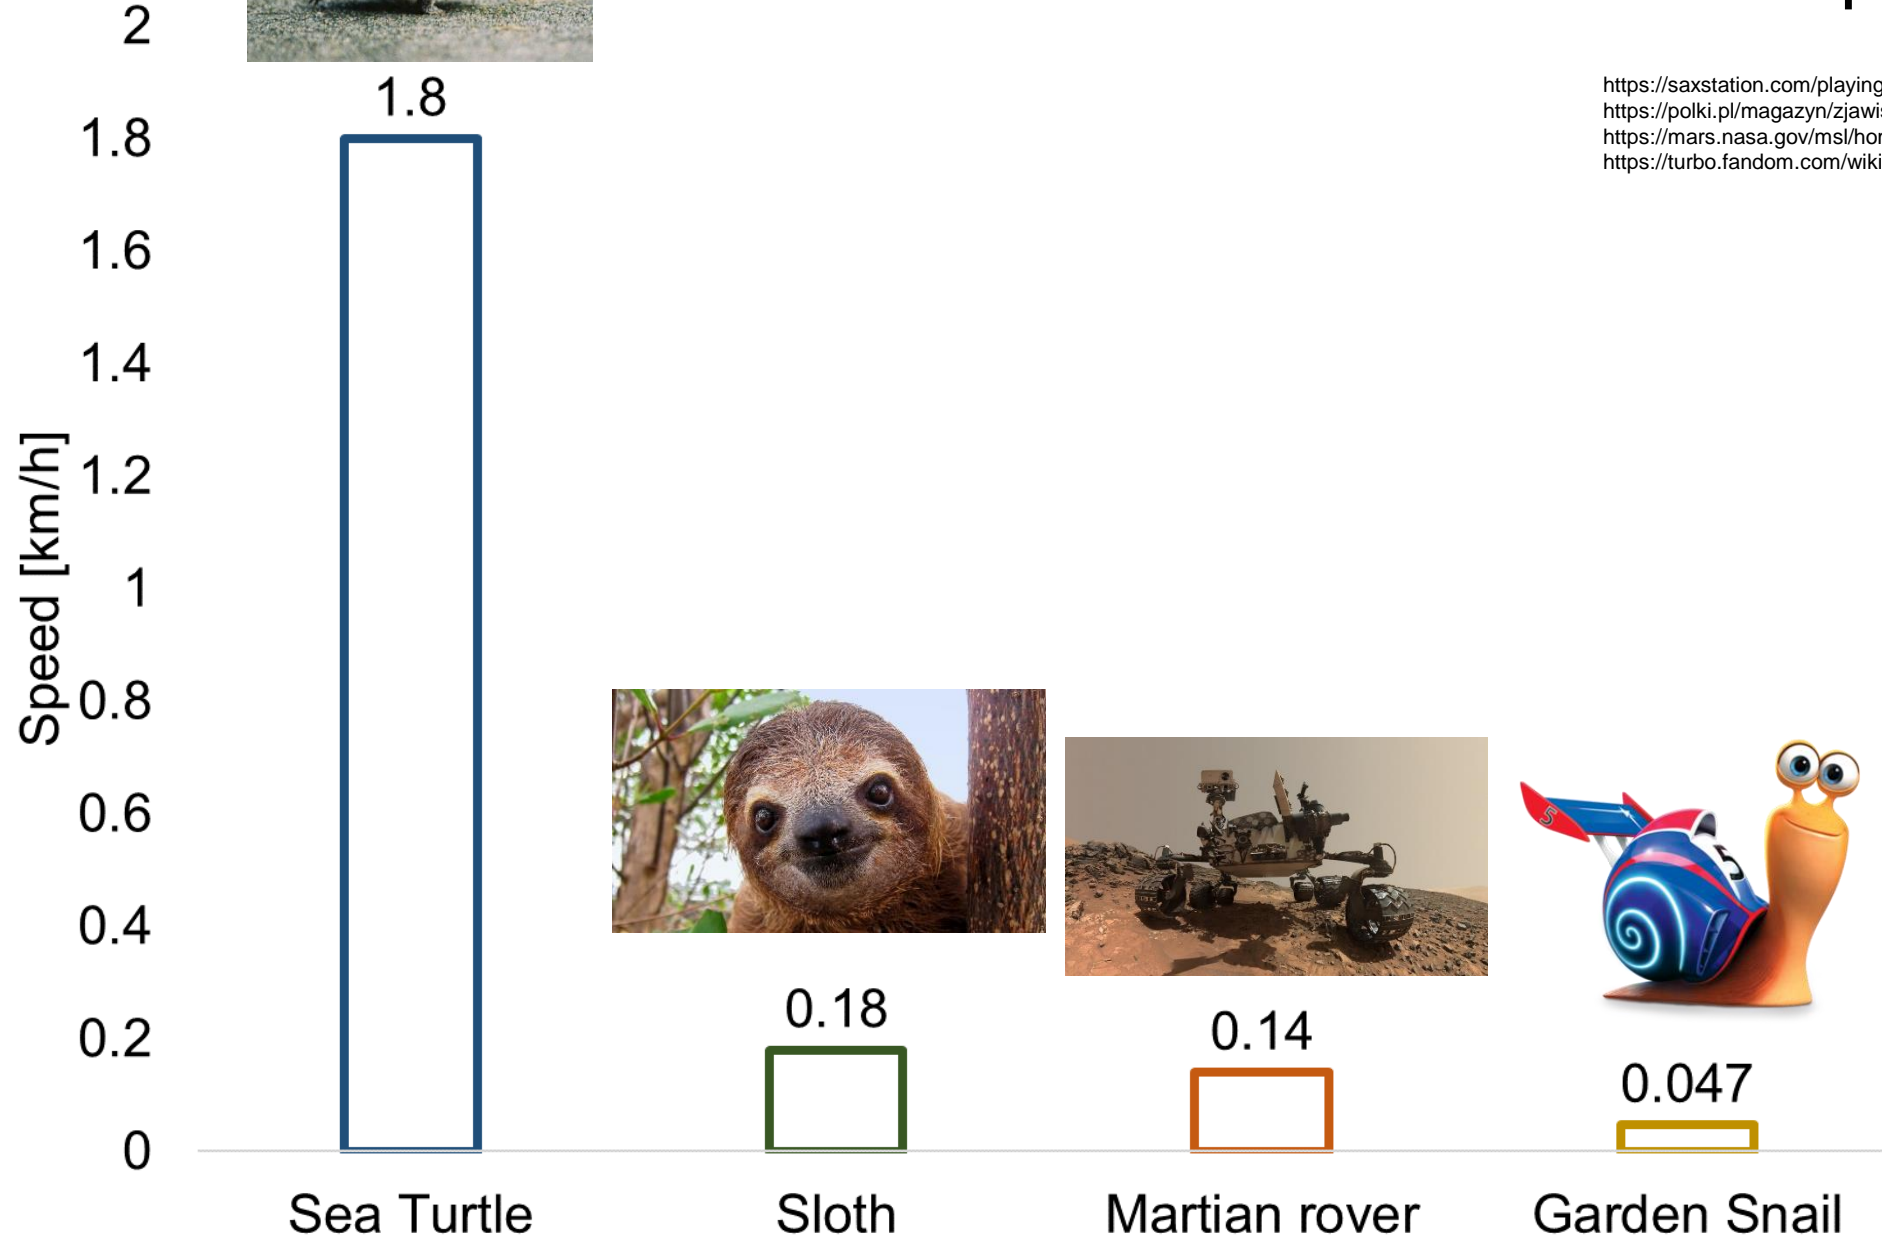 2
1.8
https://saxstation.com/playing
https://polki.pl/magazyn/zjawis
https://mars.nasa.gov/msl/hor
https://turbo.fandom.com/wiki
1.8
1.6
1.4
1.2
1
0.8
0.6
0.4
0.2
0
Speed [km/h]
0.18
0.14
0.047
5
5
Sea Turtle
Sloth
Martian rover
Garden Snail